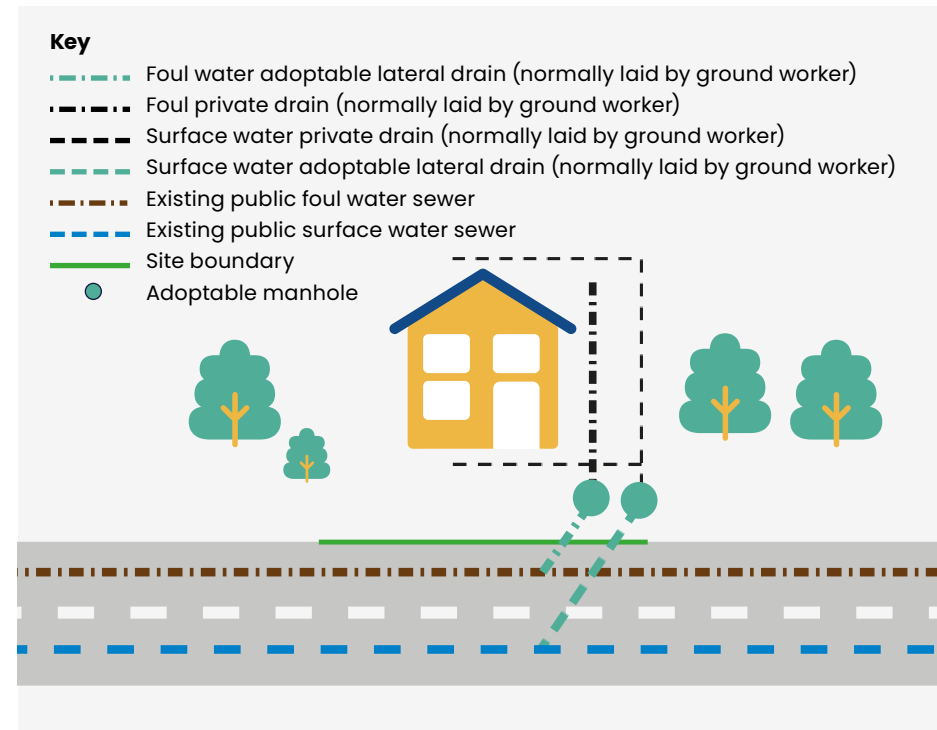 Key
Foul water adoptable lateral drain (normally laid by ground worker)
Foul private drain (normally laid by ground worker)
Surface water private drain (normally laid by ground worker)
Surface water adoptable lateral drain (normally laid by ground worker)
Existing public foul water sewer
Existing public surface water sewer
Site boundary
Adoptable manhole